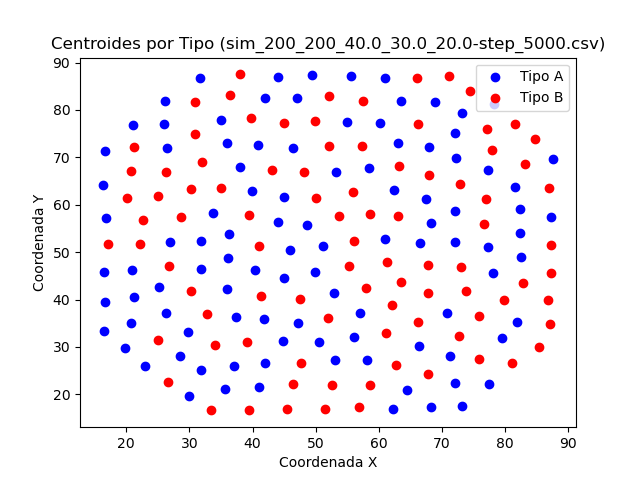 Centroides por Tipo (sim_200_200_40.0_30.0_20.0-step_5000.csv)
90
80
70
60
50
40
30
20
Coordenada Y
Tipo A
Tipo B
20 30 40 50 60 70 80 90
Coordenada X